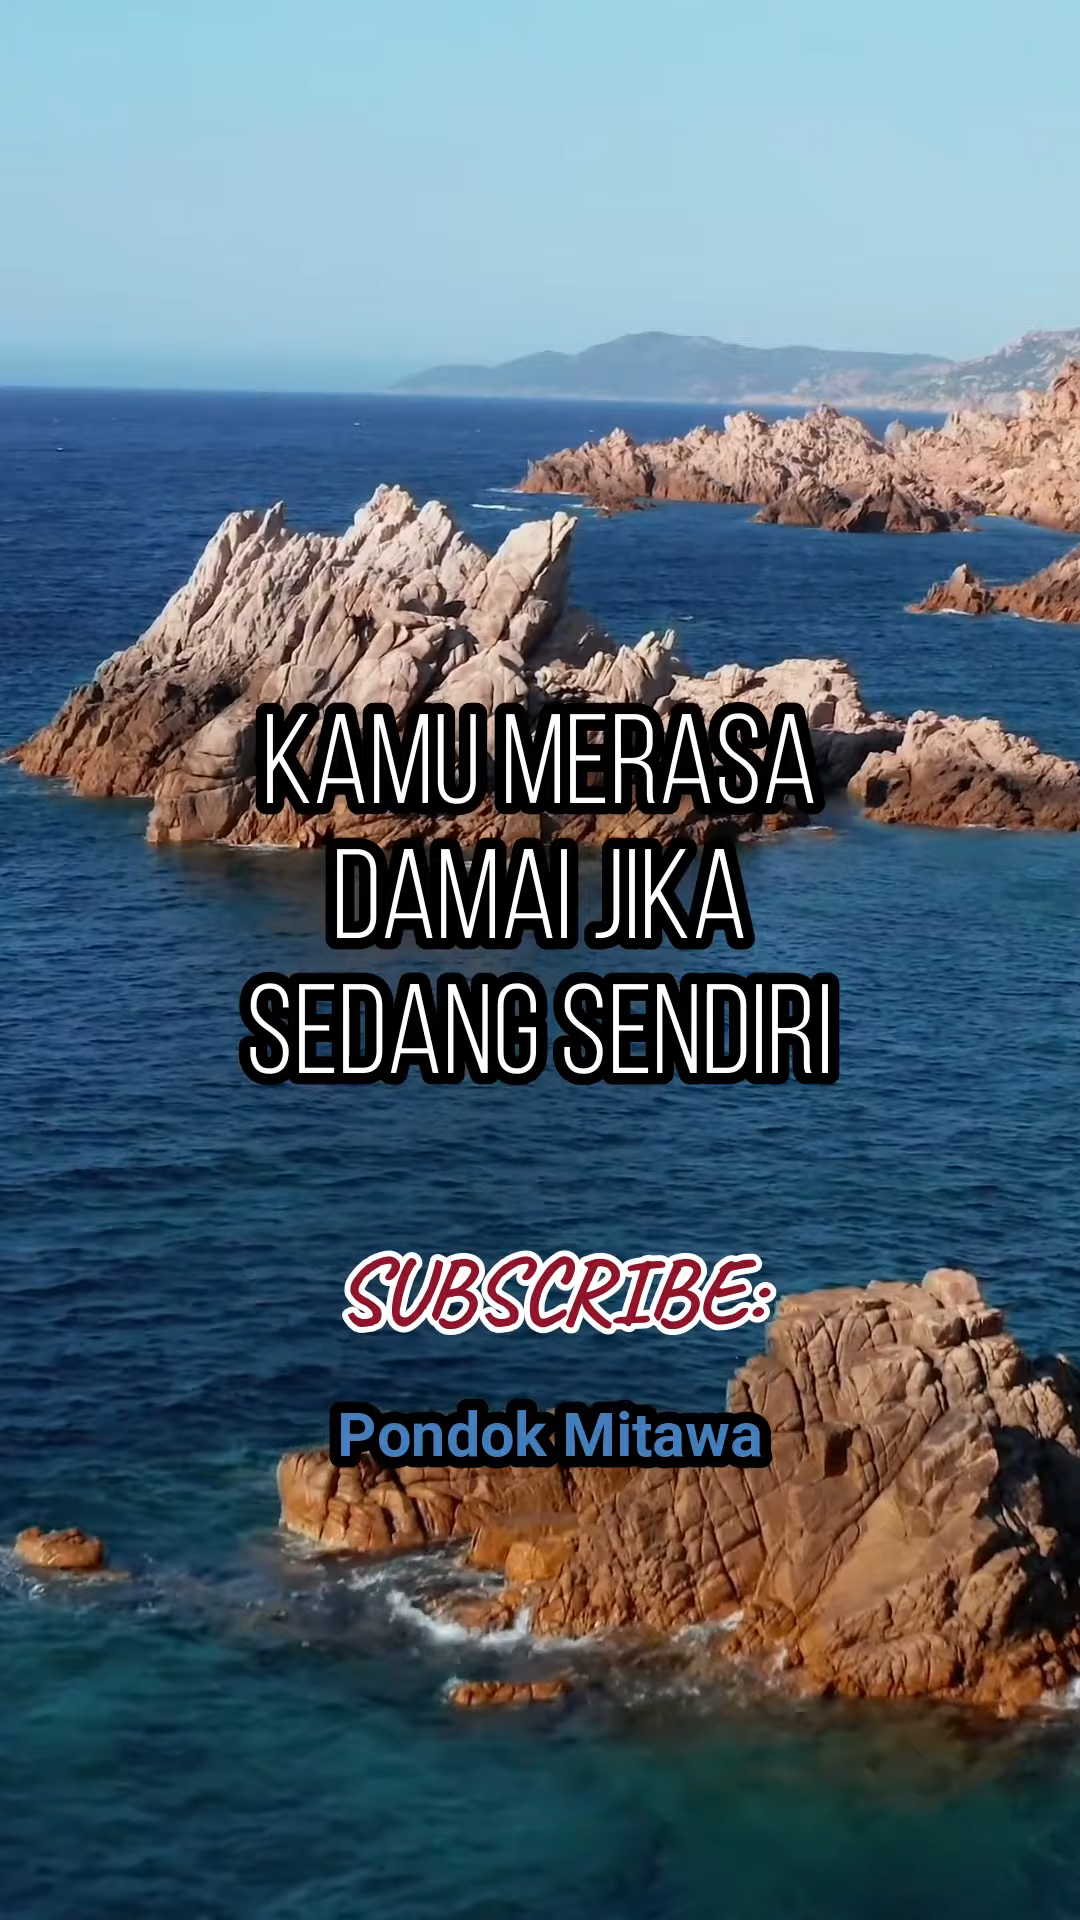 KAMU MERASA
DAMAI JIKA
SEDANG SENDIRI
SUBSCRIBE:
Pondok Mitawa